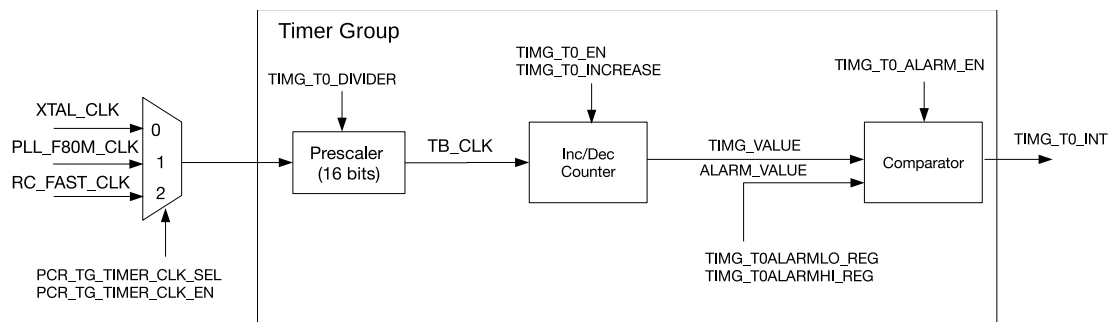 Timer Group
TIMG_T0_EN
TIMG_T0_INCREASE
TIMG_T0_DIVIDER
TIMG_T0_ALARM_EN
XTAL_CLK
0
PLL_F80M_CLK
1
RC_FAST_CLK
2
Prescaler
(16 bits)
TB_CLK
Inc/Dec
Counter
TIMG_VALUE
ALARM_VALUE
Comparator
TIMG_T0_INT
PCR_TG_TIMER_CLK_SEL
PCR_TG_TIMER_CLK_EN
TIMG_T0ALARMLO_REG
TIMG_T0ALARMHI_REG